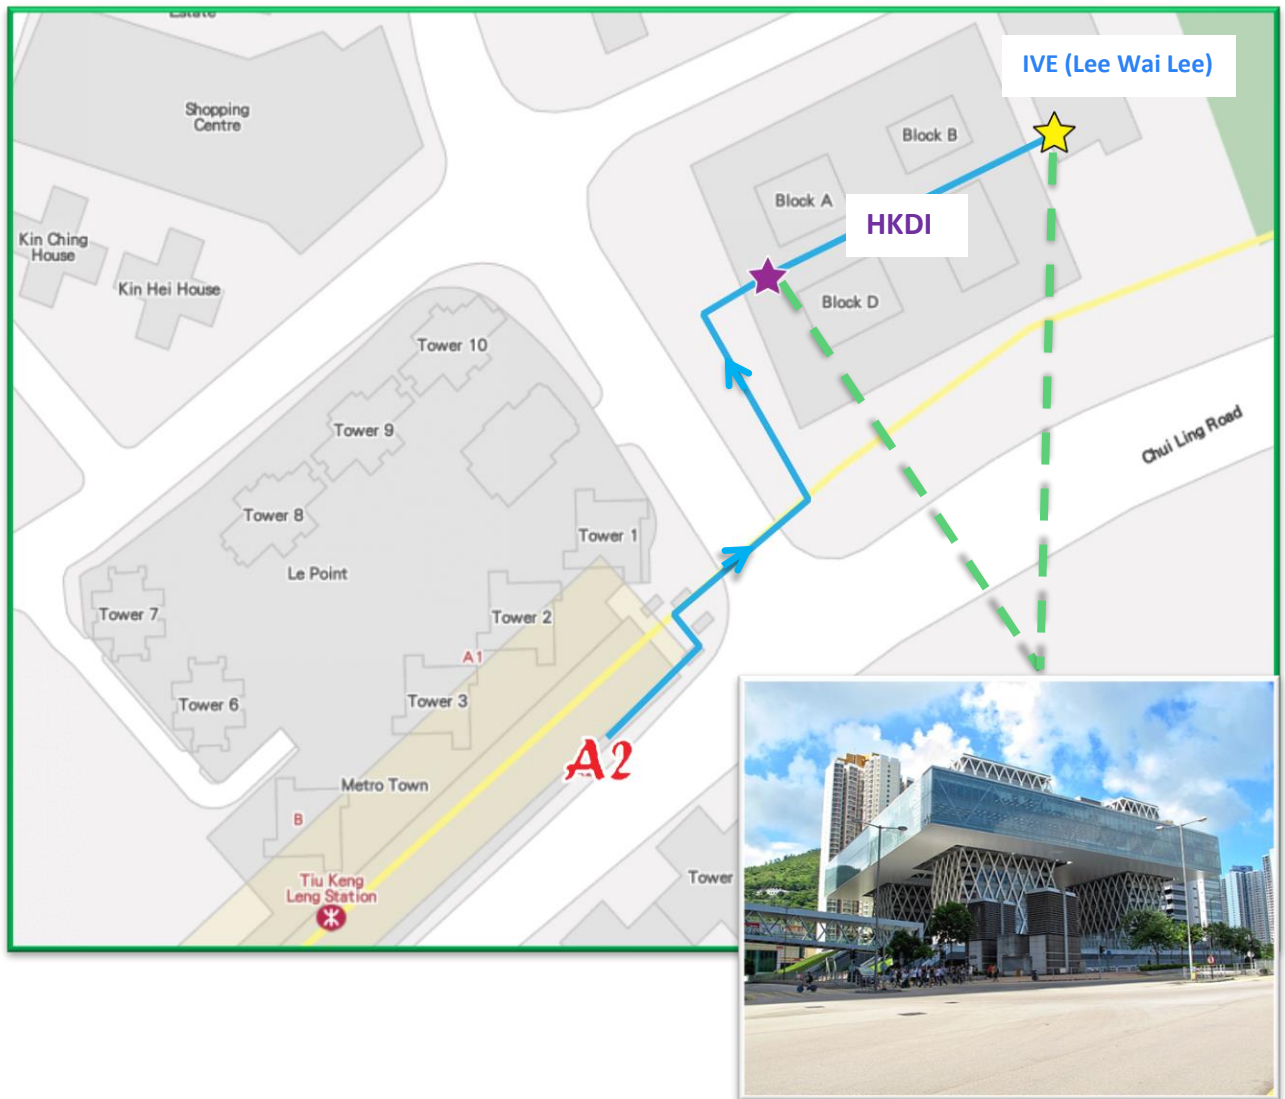 Estate
IVE (Lee Wai Lee)
Shopping
Centre
Block B
Block A
HKDI
Kin Ching
House
Kin Hei House
Block D
Tower 10
Chui Ling Road
Tower 9
Tower 8
Tower 1
Le Point
Tower 7
Tower 2
A1
Tower 6
Tower 3
A2
Metro Town
B
Tiu Keng
Leng Station
Tower